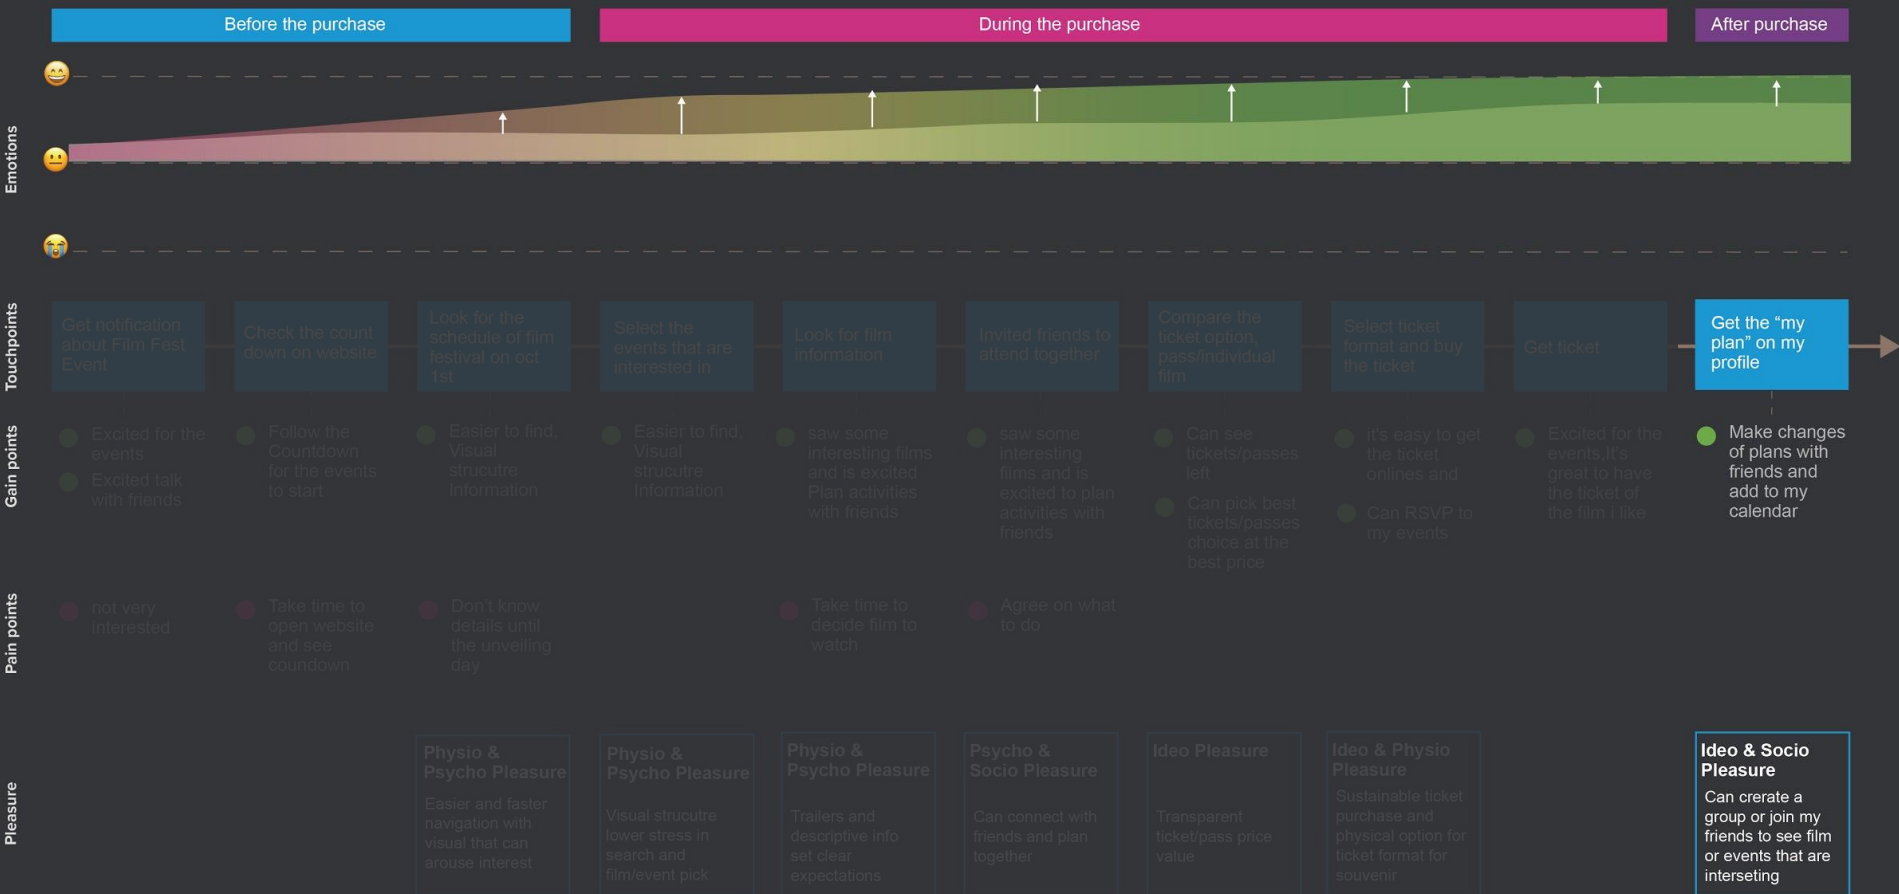 Before the purchase
During the purchase
After purchase
Emotions
Touchpoints
Get notification
about Film Fest
Event
Check the count
down on website
Look for the
schedule of film
festival on oct
1st
Select the
events that are
interested in
Look for film
information
Invited friends to
attend together
Compare the
ticket option,
pass/individual
film
Select ticket
format and buy
the ticket
Get ticket
Get the “my
plan” on my
profile
Gain points
Excited for the
events
Excited talk
with friends
Follow the
Countdown
for the events
to start
Easier to find,
Visual
strucutre
Information
Easier to find,
Visual
strucutre
Information
saw some
interesting films
and is excited
Plan activities
with friends
saw some
interesting
films and is
excited to plan
activities with
friends
Can see
tickets/passes
left
Can pick best
tickets/passes
choice at the
best price
it's easy to get
the ticket
onlines and
Can RSVP to
my events
Excited for the
events,It's
great to have
the ticket of
the film i like
Make changes
of plans with
friends and
add to my
calendar
Pain points
not very
interested
Take time to
open website
and see
coundown
Don't know
details until
the unveiling
day
Take time to
decide film to
watch
Agree on what
to do
Pleasure
Physio &
Psycho Pleasure
Easier and faster
navigation with
visual that can
arouse interest
Physio &
Psycho Pleasure
Visual strucutre
lower stress in
search and
film/event pick
Physio &
Psycho Pleasure
Trailers and
descriptive info
set clear
expectations
Psycho &
Socio Pleasure
Can connect with
friends and plan
together
Ideo Pleasure
Transparent
ticket/pass price
value
Ideo & Physio
Pleasure
Sustainable ticket
purchase and
physical option for
ticket format for
souvenir
Ideo & Socio
Pleasure
Can crerate a
group or join my
friends to see film
or events that are
interseting